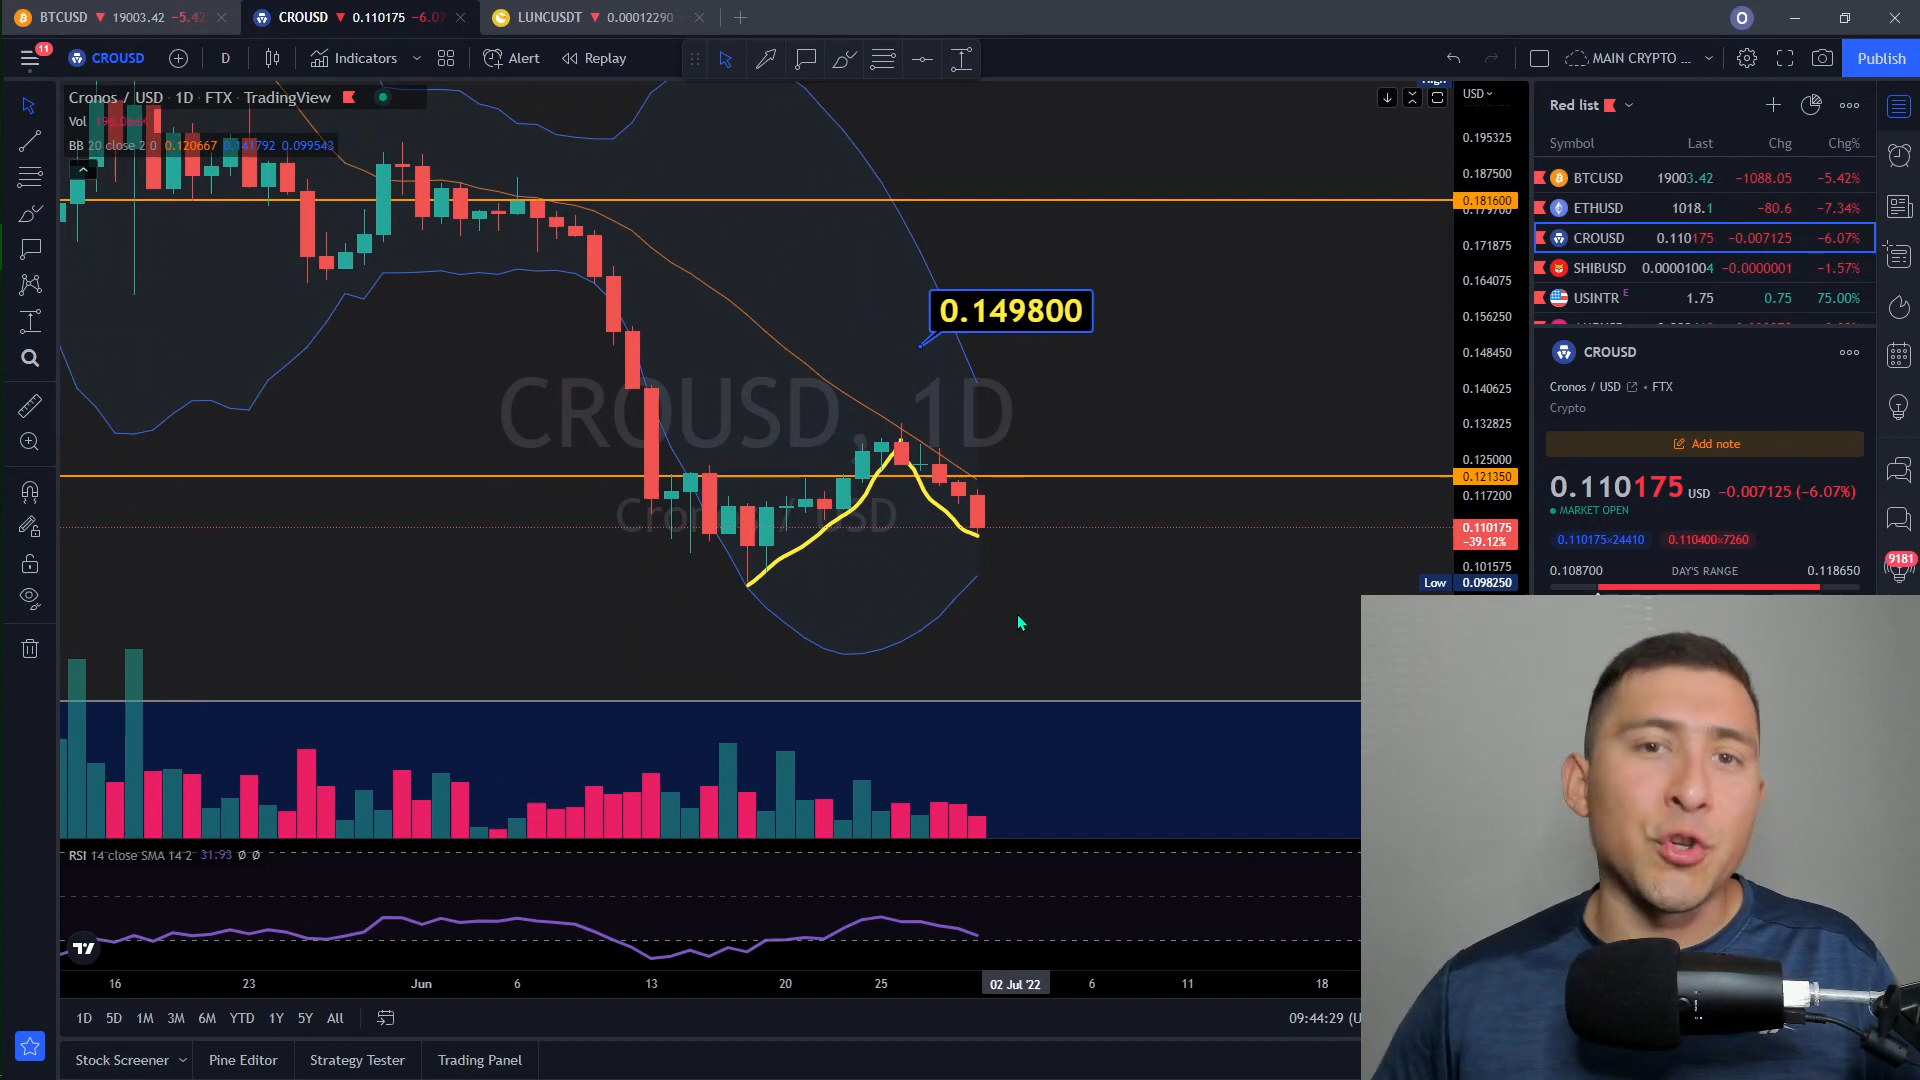 BTCUSD ▼ 19003.42 −5.42
CROUSD ▼ 0.110175 −6.07
LUNCUSDT ▼ 0.00012290
O
11
CROUSD
D
Indicators
Alert
Replay
MAIN CRYPTO ...
Publish
Cronos / USD · 1D · FTX · TradingView
Vol
BB 20 close 2 0 0.120667 0.141792 0.099543
CROUSD, 1D
Cronos / USD
0.149800
USD
0.195325
0.187500
0.181600
0.171875
0.164075
0.156250
0.148450
0.140625
0.132825
0.125000
0.121350
0.117200
0.110175
−39.12%
0.101575
Low 0.098250
RSI 14 close SMA 14 2 31.93 Ø Ø
16 23 Jun 6 13 20 25 02 Jul '22 6 11 18
1D 5D 1M 3M 6M YTD 1Y 5Y All
09:44:29 (U
Stock Screener Pine Editor Strategy Tester Trading Panel
Red list
Symbol Last Chg Chg%
BTCUSD 19003.42 −1088.05 −5.42%
ETHUSD 1018.1 −80.6 −7.34%
CROUSD 0.110175 −0.007125 −6.07%
SHIBUSD 0.00001004 −0.0000001 −1.57%
USINTR E 1.75 0.75 75.00%
CROUSD
Cronos / USD • FTX
Crypto
Add note
0.110175 USD −0.007125 (−6.07%)
MARKET OPEN
0.110175×24410 0.110400×7260
0.108700 DAY'S RANGE 0.118650
9181